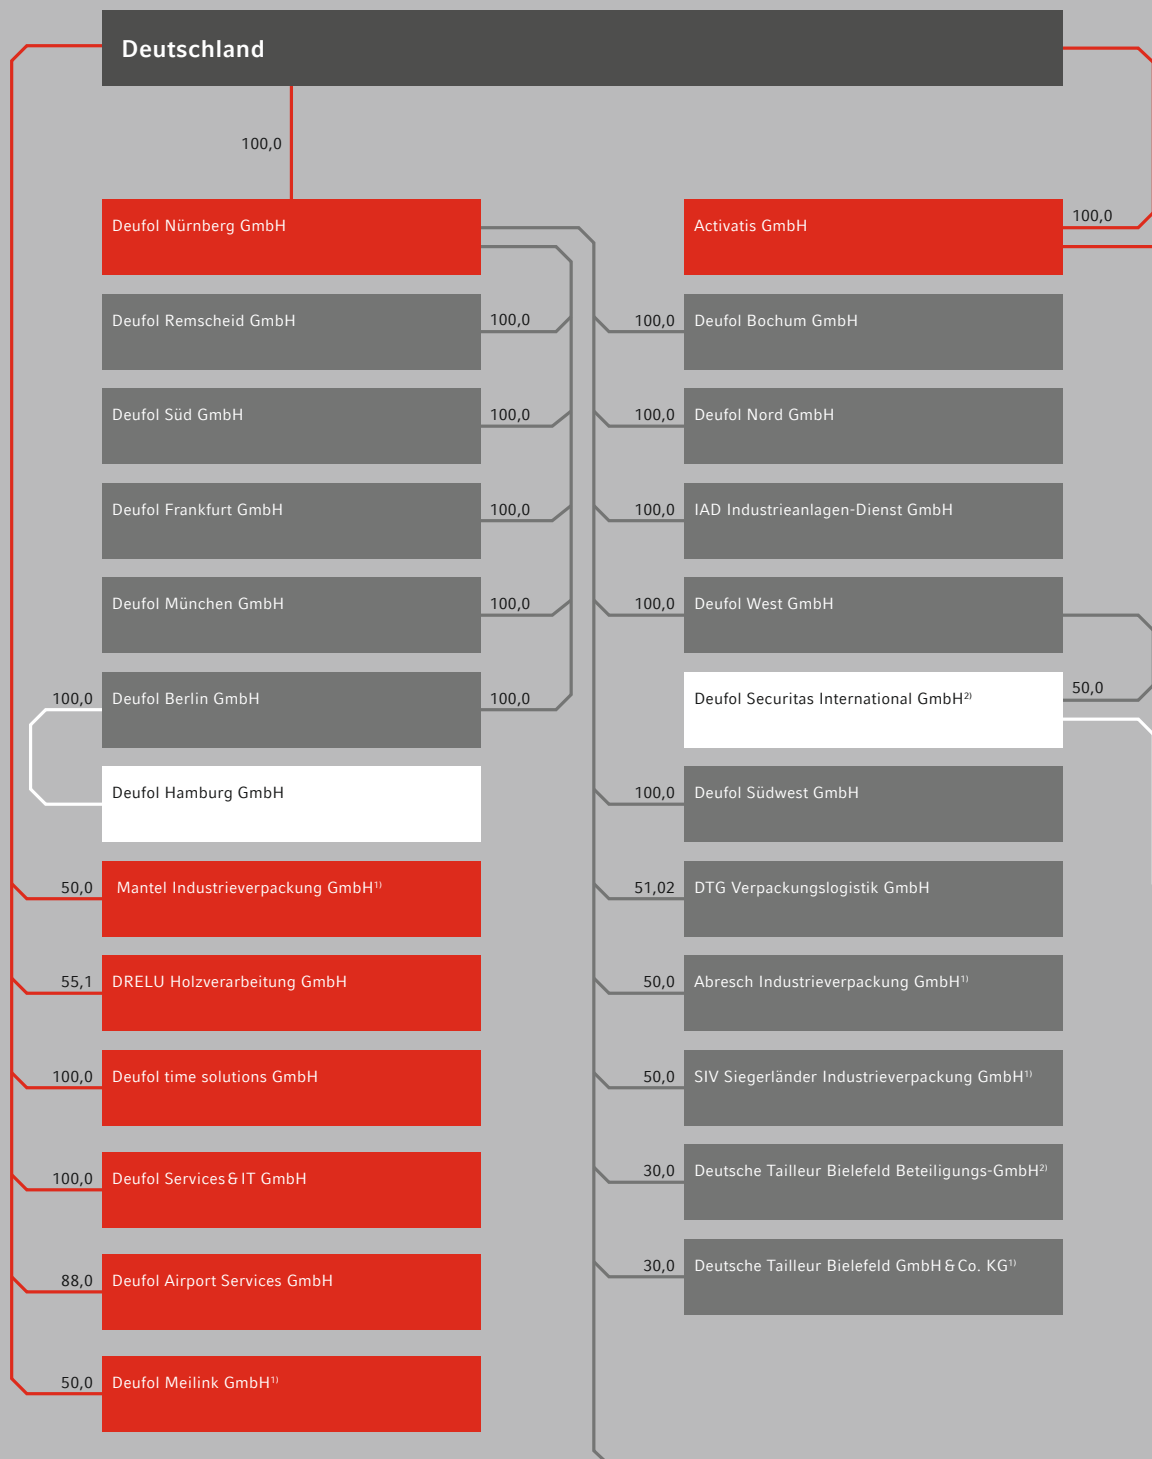 Deutschland
100,0
Deufol Nürnberg GmbH
Activatis GmbH
100,0
Deufol Remscheid GmbH
100,0
100,0
Deufol Bochum GmbH
Deufol Süd GmbH
100,0
100,0
Deufol Nord GmbH
Deufol Frankfurt GmbH
100,0
100,0
IAD Industrieanlagen-Dienst GmbH
Deufol München GmbH
100,0
100,0
Deufol West GmbH
100,0
Deufol Berlin GmbH
100,0
Deufol Securitas International GmbH²⁾
50,0
Deufol Hamburg GmbH
100,0
Deufol Südwest GmbH
50,0
Mantel Industrieverpackung GmbH¹⁾
51,02
DTG Verpackungslogistik GmbH
55,1
DRELU Holzverarbeitung GmbH
50,0
Abresch Industrieverpackung GmbH¹⁾
100,0
Deufol time solutions GmbH
50,0
SIV Siegerländer Industrieverpackung GmbH¹⁾
100,0
Deufol Services & IT GmbH
30,0
Deutsche Tailleur Bielefeld Beteiligungs-GmbH²⁾
88,0
Deufol Airport Services GmbH
30,0
Deutsche Tailleur Bielefeld GmbH & Co. KG¹⁾
50,0
Deufol Meilink GmbH¹⁾